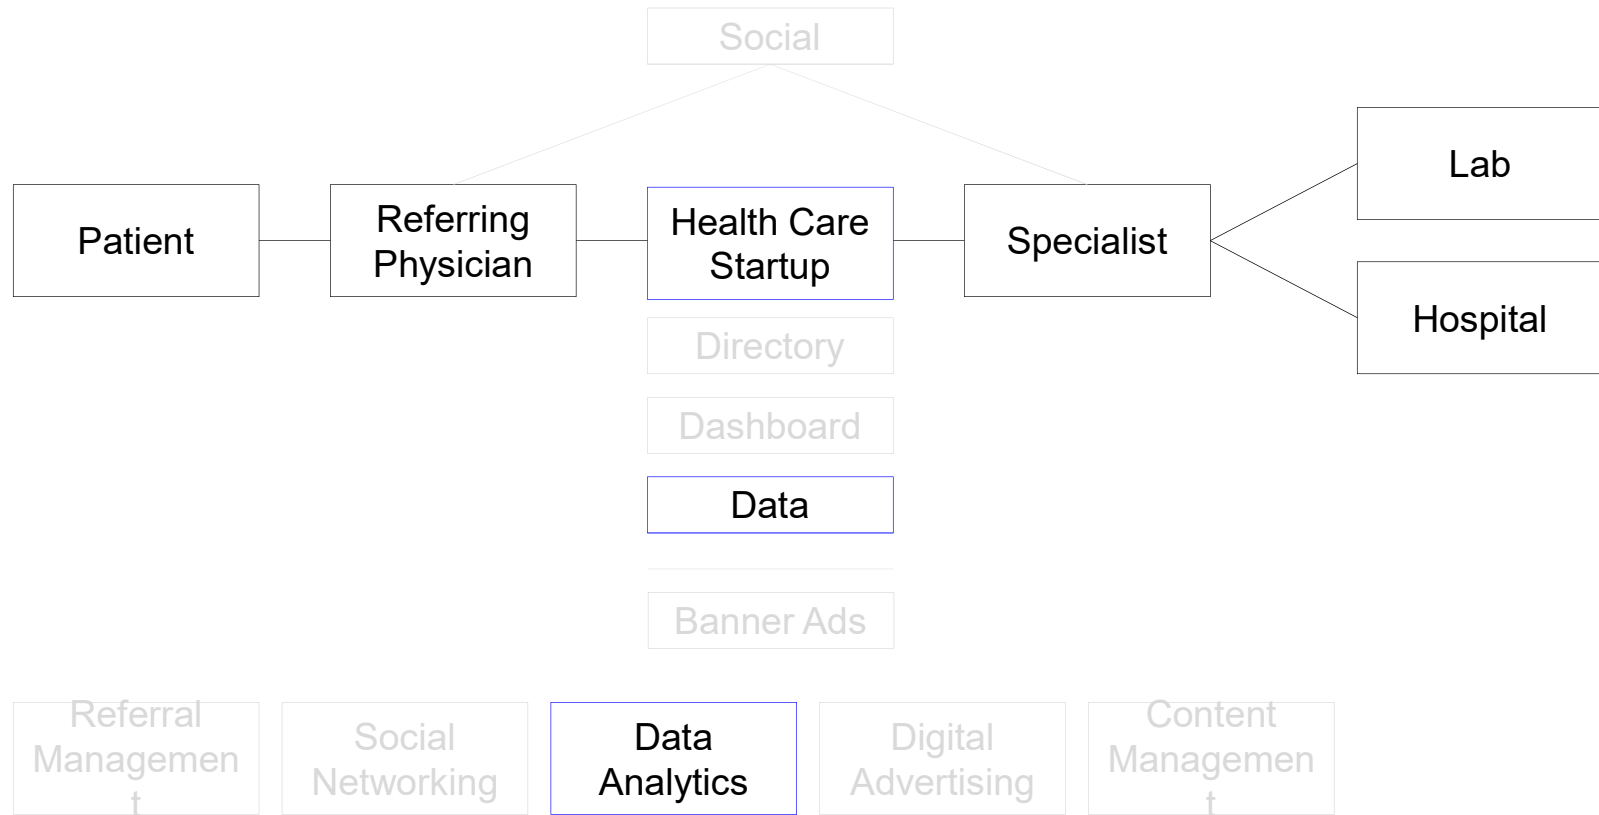 Social
Patient
Referring
Physician
Health Care
Startup
Specialist
Lab
Hospital
Directory
Dashboard
Data
Banner Ads
Referral
Managemen
t
Social
Networking
Data
Analytics
Digital
Advertising
Content
Managemen
t